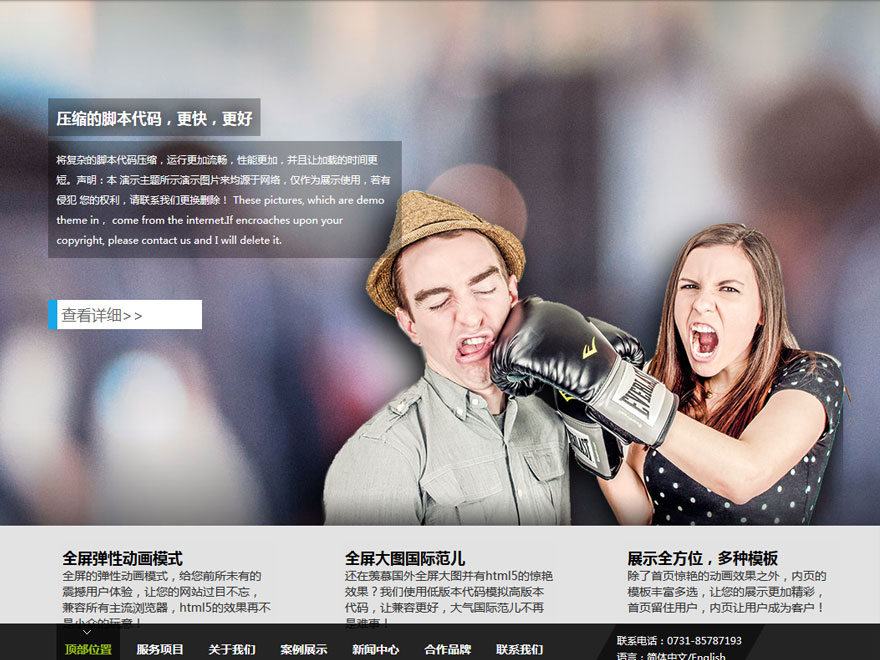 压缩的脚本代码，更快，更好
将复杂的脚本代码压缩，运行更加流畅，性能更加，并且让加载的时间更
短。声明：本 演示主题所示演示图片来均源于网络，仅作为展示使用，若有
侵犯 您的权利，请联系我们更换删除！ These pictures, which are demo
theme in， come from the internet.If encroaches upon your
copyright, please contact us and I will delete it.
查看详细>>
EVERLAST
全屏弹性动画模式
全屏的弹性动画模式，给您前所未有的
震撼用户体验，让您的网站过目不忘，
兼容所有主流浏览器，html5的效果再不
是小众的玩意！
全屏大图国际范儿
还在羡慕国外全屏大图并有html5的惊艳
效果？我们使用低版本代码模拟高版本
代码，让兼容更好，大气国际范儿不再
是难事！
展示全方位，多种模板
除了首页惊艳的动画效果之外，内页的
模板丰富多选，让您的展示更加精彩，
首页留住用户，内页让用户成为客户！
顶部位置 服务项目 关于我们 案例展示 新闻中心 合作品牌 联系我们
联系电话：0731-85787193
语言：简体中文/English